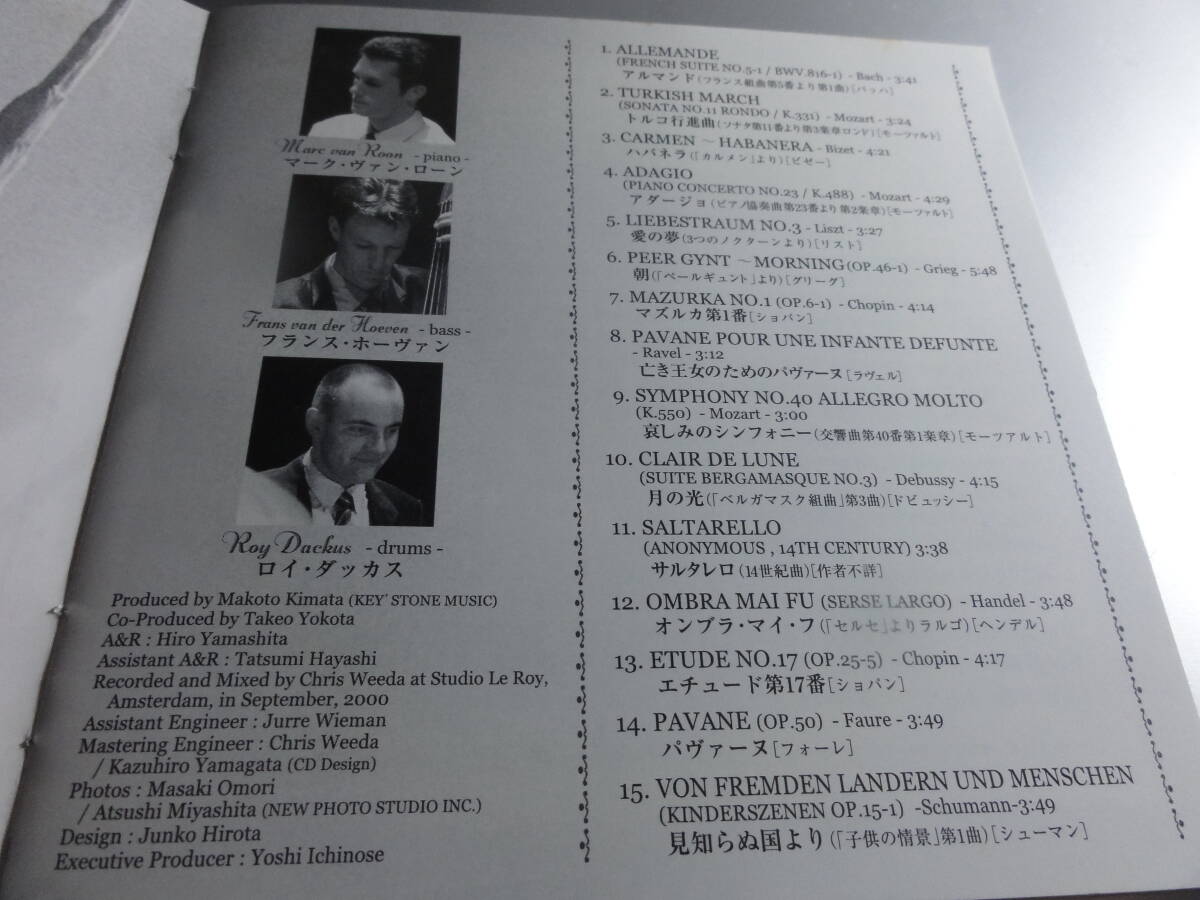 Marc van Roon - piano -
マーク・ヴァン・ローン
Frans van der Hoeven - bass -
フランス・ホーヴァン
Roy Dackus - drums -
ロイ・ダッカス
Produced by Makoto Kimata (KEY' STONE MUSIC)
Co-Produced by Takeo Yokota
A&R : Hiro Yamashita
Assistant A&R : Tatsumi Hayashi
Recorded and Mixed by Chris Weeda at Studio Le Roy,
Amsterdam, in September, 2000
Assistant Engineer : Jurre Wieman
Mastering Engineer : Chris Weeda
/ Kazuhiro Yamagata (CD Design)
Photos : Masaki Omori
/ Atsushi Miyashita (NEW PHOTO STUDIO INC.)
Design : Junko Hirota
Executive Producer : Yoshi Ichinose
1. ALLEMANDE
(FRENCH SUITE NO.5-1 / BWV.816-1) - Bach - 3:41
アルマンド(フランス組曲第5番より第1曲)[バッハ]
2. TURKISH MARCH
(SONATA NO.11 RONDO / K.331) - Mozart - 3:24
トルコ行進曲(ソナタ第11番より第3楽章ロンド)[モーツァルト]
3. CARMEN ～ HABANERA - Bizet - 4:21
ハバネラ(「カルメン」より)[ビゼー]
4. ADAGIO
(PIANO CONCERTO NO.23 / K.488) - Mozart - 4:29
アダージョ(ピアノ協奏曲第23番より第2楽章)[モーツァルト]
5. LIEBESTRAUM NO.3 - Liszt - 3:27
愛の夢(3つのノクターンより)[リスト]
6. PEER GYNT ～MORNING(OP.46-1) - Grieg - 5:48
朝(「ペールギュント」より)[グリーグ]
7. MAZURKA NO.1 (OP.6-1) - Chopin - 4:14
マズルカ第1番[ショパン]
8. PAVANE POUR UNE INFANTE DEFUNTE
- Ravel - 3:12
亡き王女のためのパヴァーヌ[ラヴェル]
9. SYMPHONY NO.40 ALLEGRO MOLTO
(K.550) - Mozart - 3:00
哀しみのシンフォニー(交響曲第40番第1楽章)[モーツアルト]
10. CLAIR DE LUNE
(SUITE BERGAMASQUE NO.3) - Debussy - 4:15
月の光(「ベルガマスク組曲」第3曲)[ドビュッシー]
11. SALTARELLO
(ANONYMOUS , 14TH CENTURY) 3:38
サルタレロ(14世紀曲)[作者不詳]
12. OMBRA MAI FU (SERSE LARGO) - Handel - 3:48
オンブラ・マイ・フ(「セルセ」よりラルゴ)[ヘンデル]
13. ETUDE NO.17 (OP.25-5) - Chopin - 4:17
エチュード第17番[ショパン]
14. PAVANE (OP.50) - Faure - 3:49
パヴァーヌ[フォーレ]
15. VON FREMDEN LANDERN UND MENSCHEN
(KINDERSZENEN OP.15-1) -Schumann-3:49
見知らぬ国より(「子供の情景」第1曲)[シューマン]